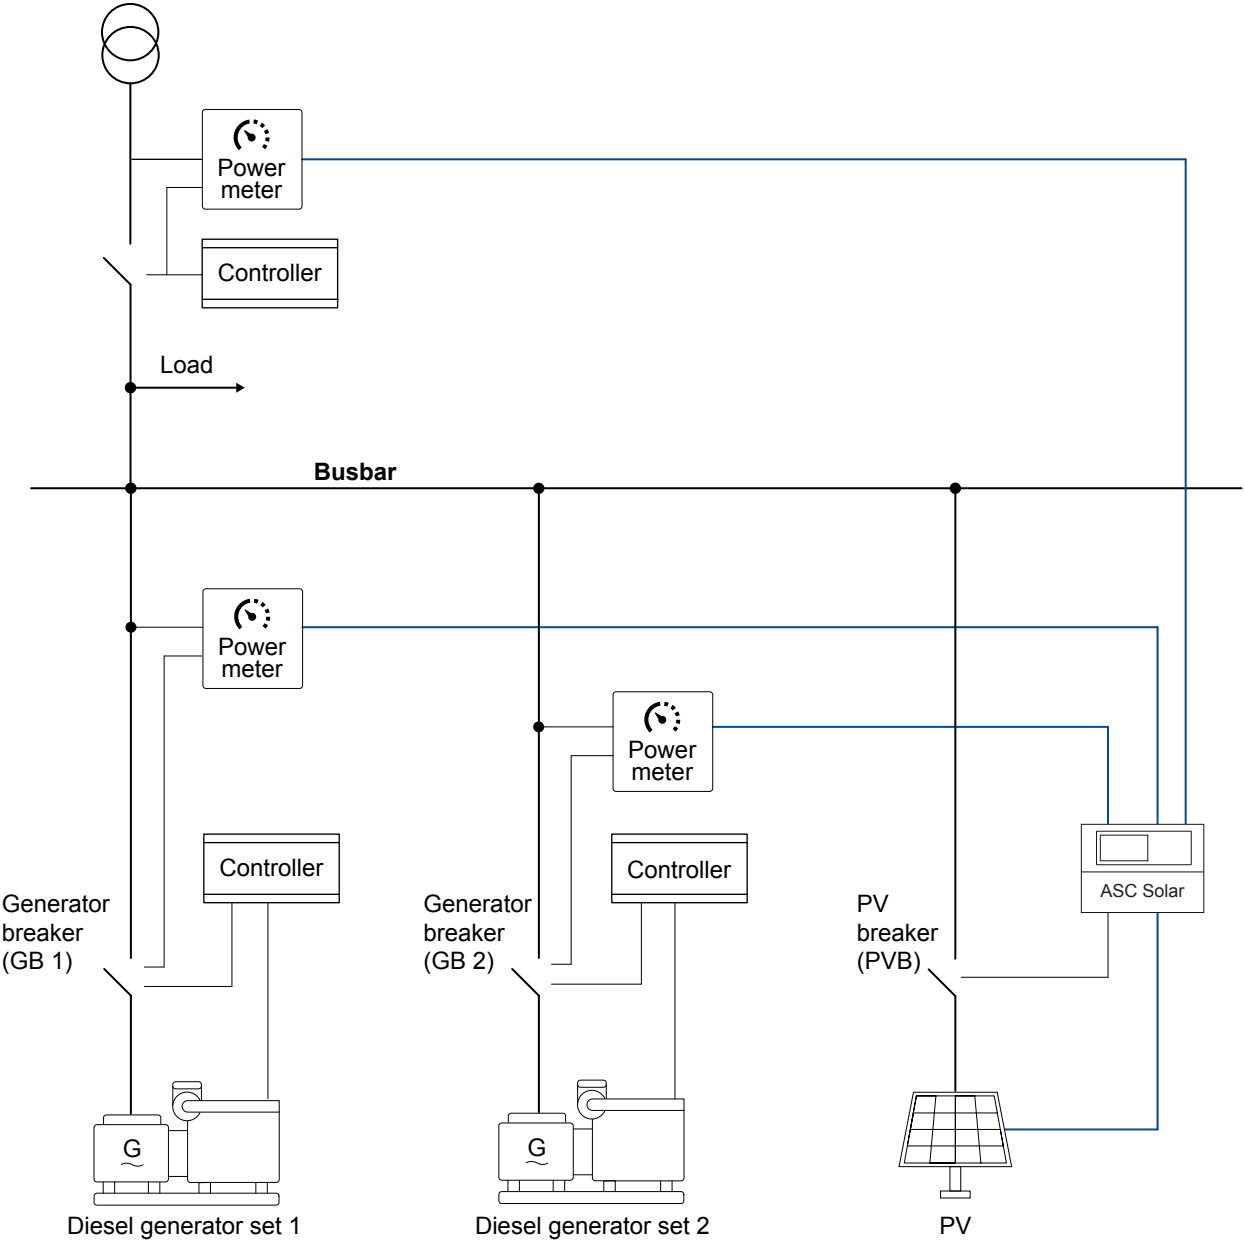 Power
meter
Controller
Load
Busbar
Power
meter
Power
meter
Controller
Controller
ASC Solar
Generator
breaker
(GB 1)
Generator
breaker
(GB 2)
PV
breaker
(PVB)
G
G
Diesel generator set 1
Diesel generator set 2
PV